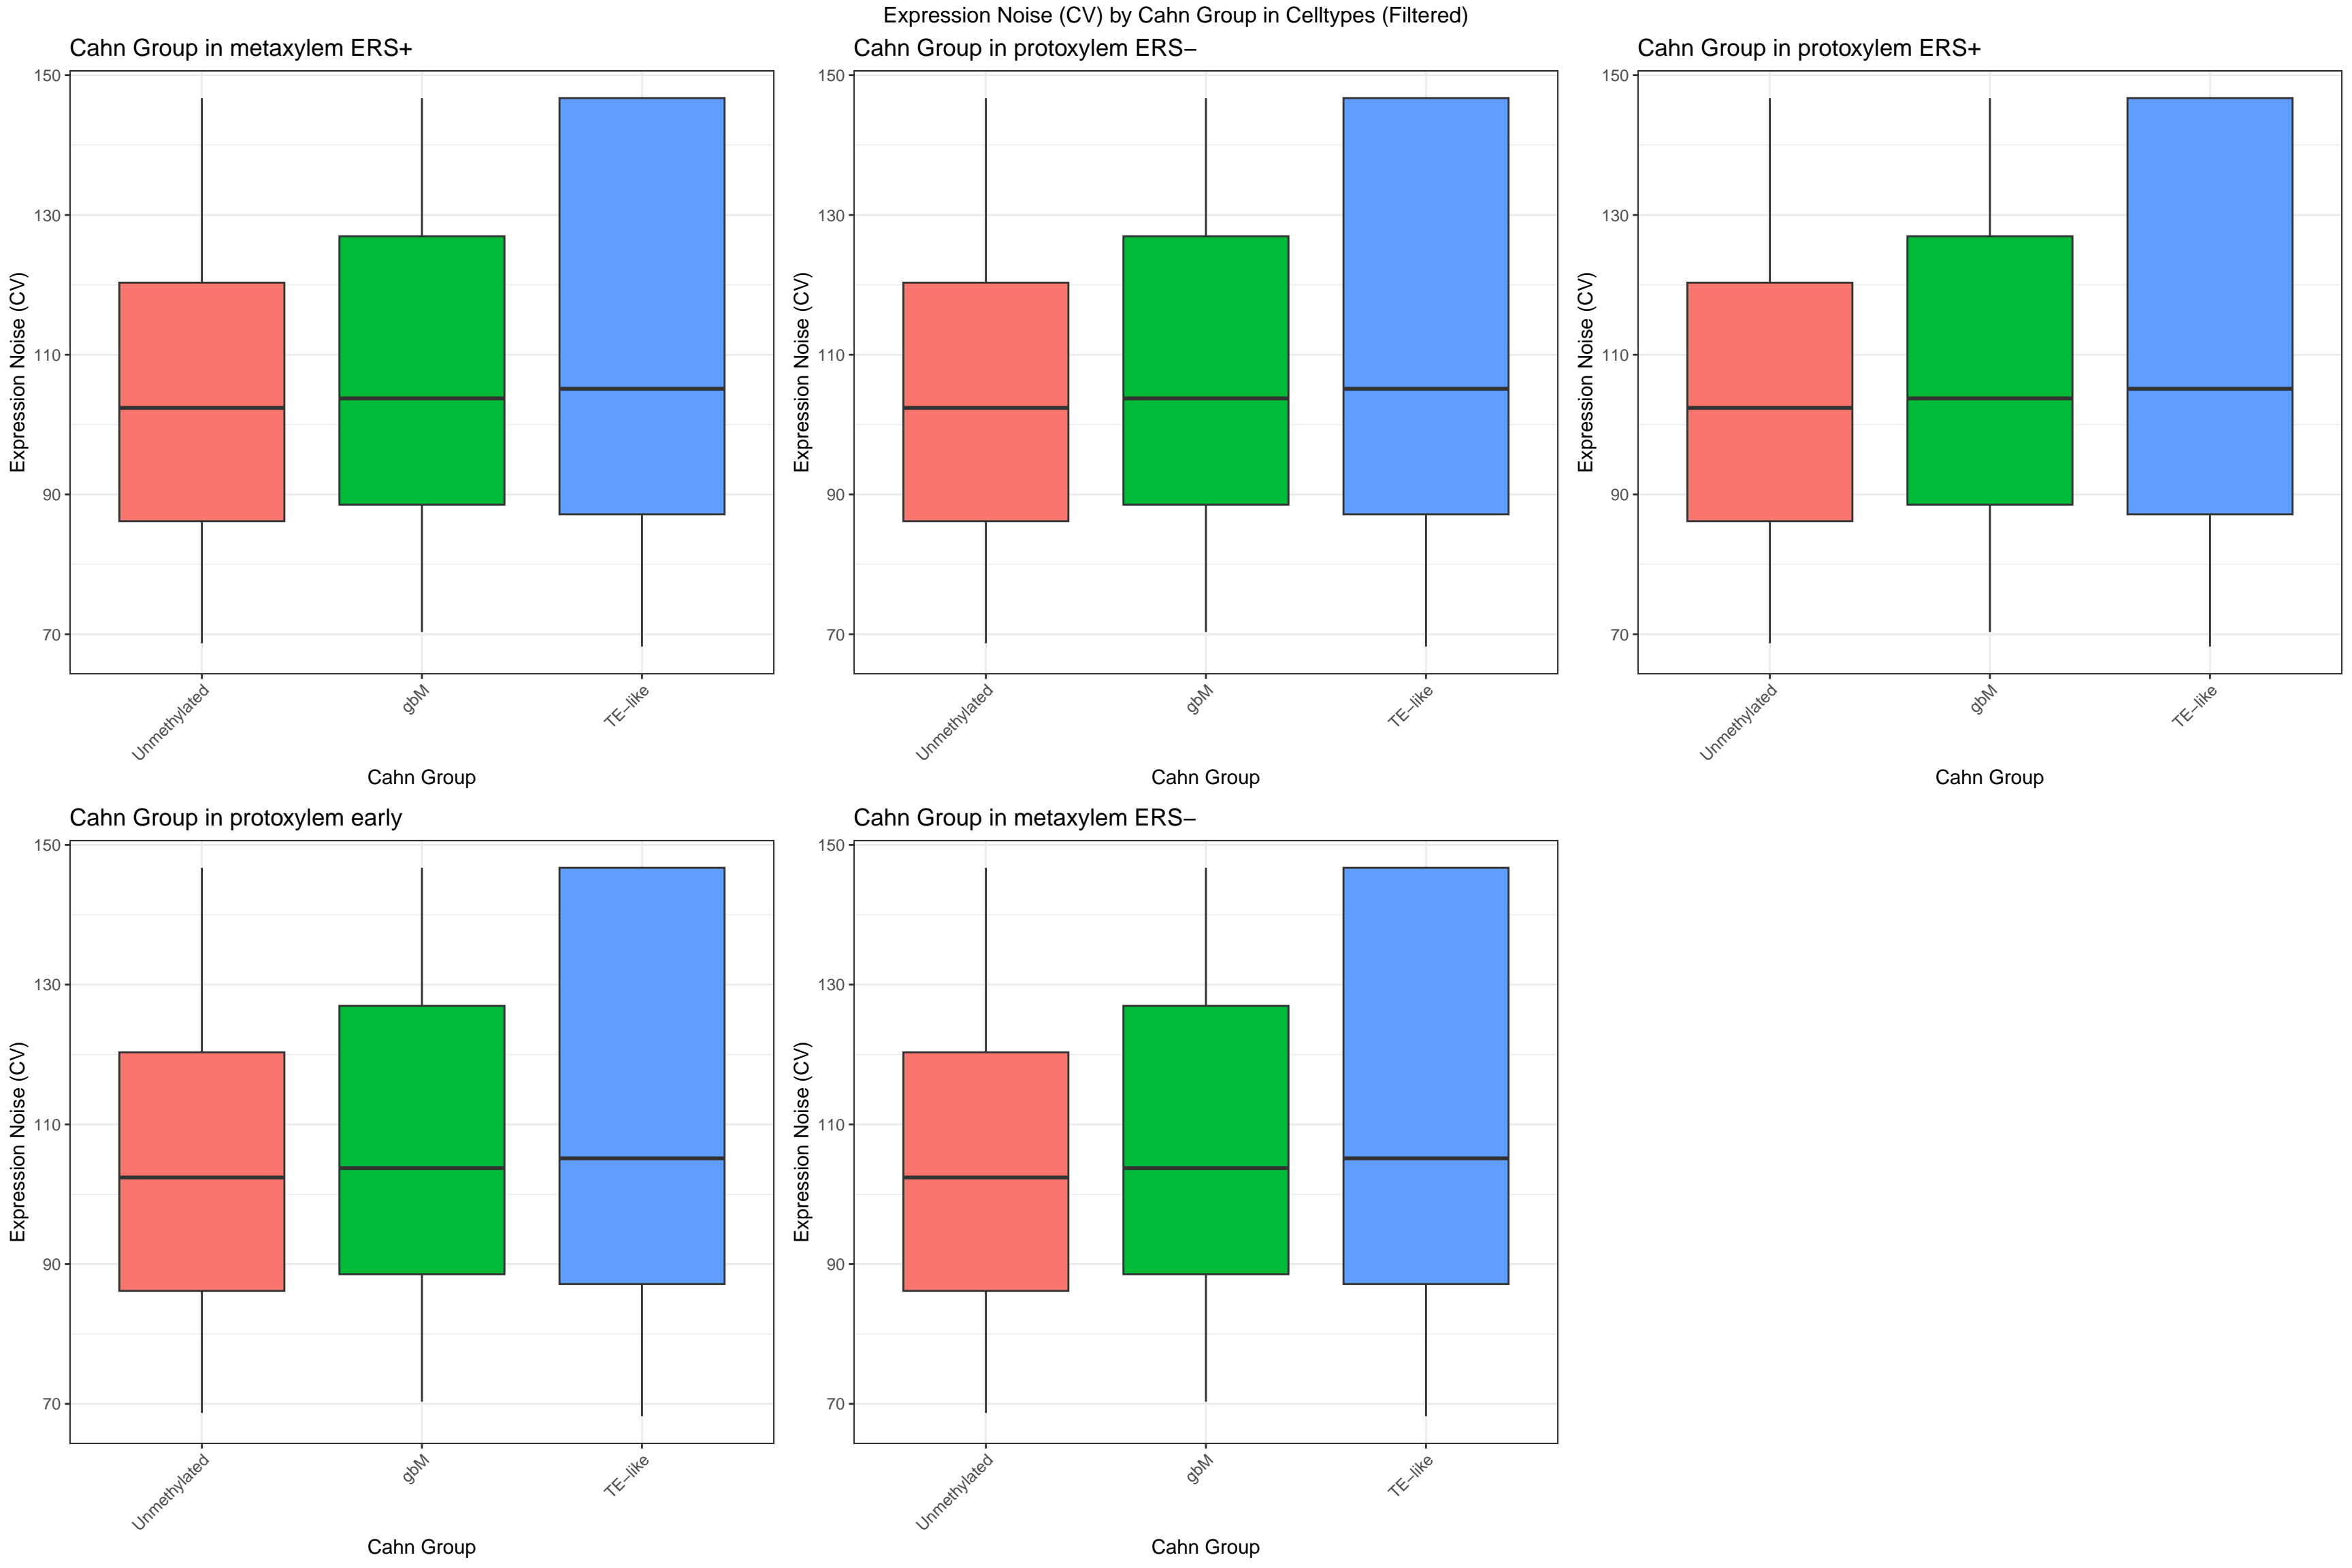 Expression Noise (CV) by Cahn Group in Celltypes (Filtered)
Cahn Group in metaxylem ERS+
150
130
110
90
70
Expression Noise (CV)
Unmethylated
gbM
TE−like
Cahn Group
Cahn Group in protoxylem ERS−
150
130
110
90
70
Expression Noise (CV)
Unmethylated
gbM
TE−like
Cahn Group
Cahn Group in protoxylem ERS+
150
130
110
90
70
Expression Noise (CV)
Unmethylated
gbM
TE−like
Cahn Group
Cahn Group in protoxylem early
150
130
110
90
70
Expression Noise (CV)
Unmethylated
gbM
TE−like
Cahn Group
Cahn Group in metaxylem ERS−
150
130
110
90
70
Expression Noise (CV)
Unmethylated
gbM
TE−like
Cahn Group